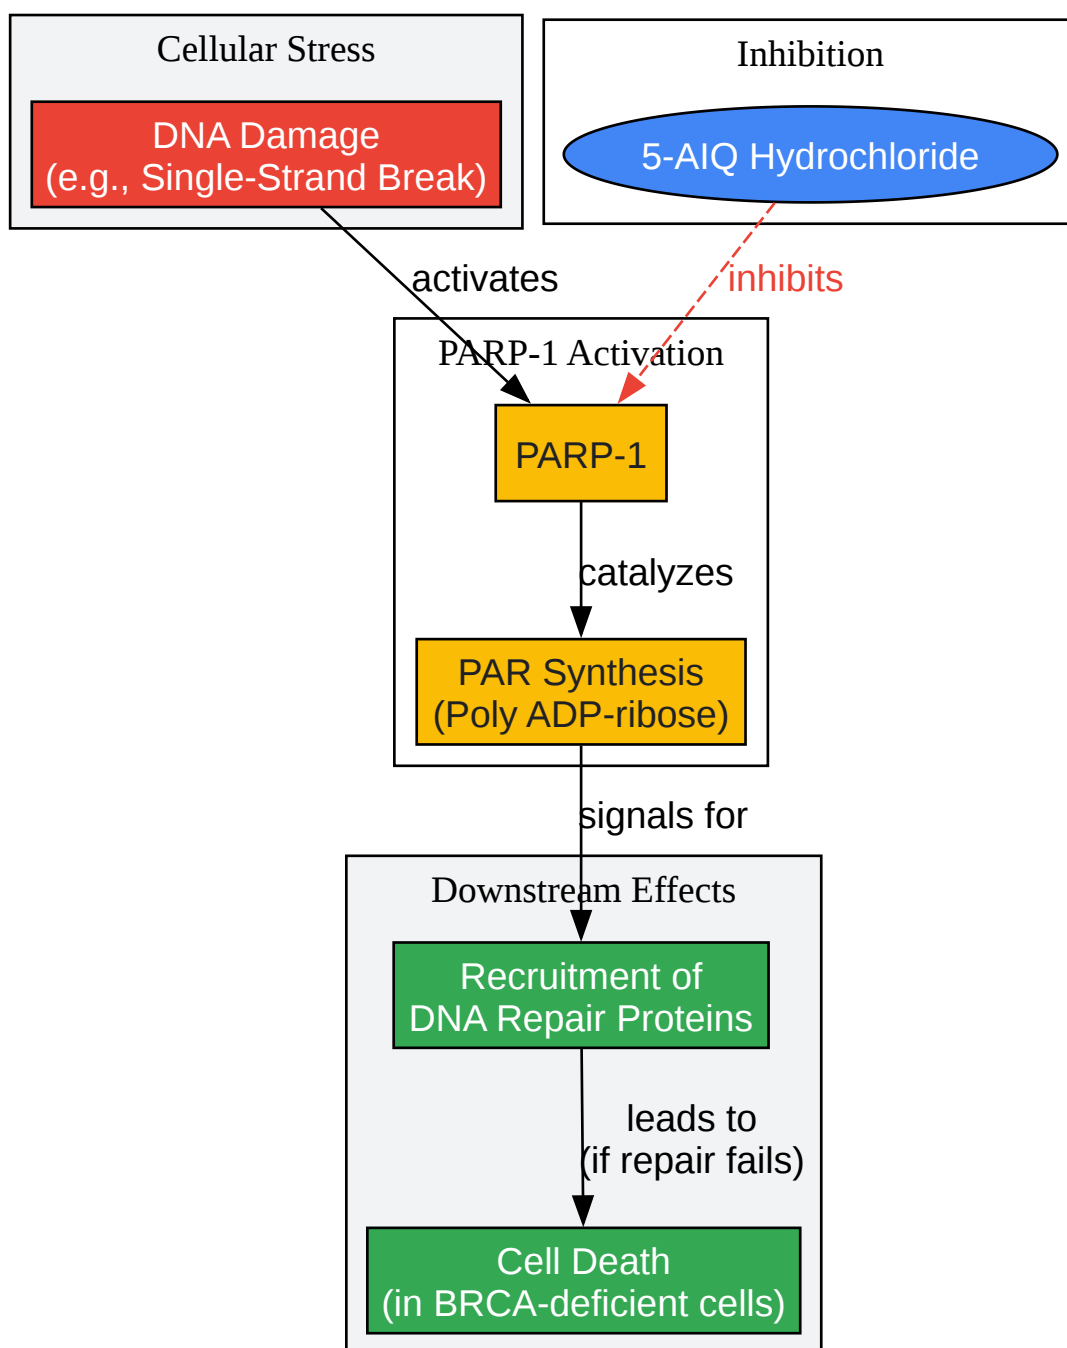 Cellular Stress
DNA Damage
(e.g., Single-Strand Break)
Inhibition
5-AIQ Hydrochloride
activates
inhibits
PARP-1 Activation
PARP-1
catalyzes
PAR Synthesis
(Poly ADP-ribose)
signals for
Downstream Effects
Recruitment of
DNA Repair Proteins
leads to
(if repair fails)
Cell Death
(in BRCA-deficient cells)